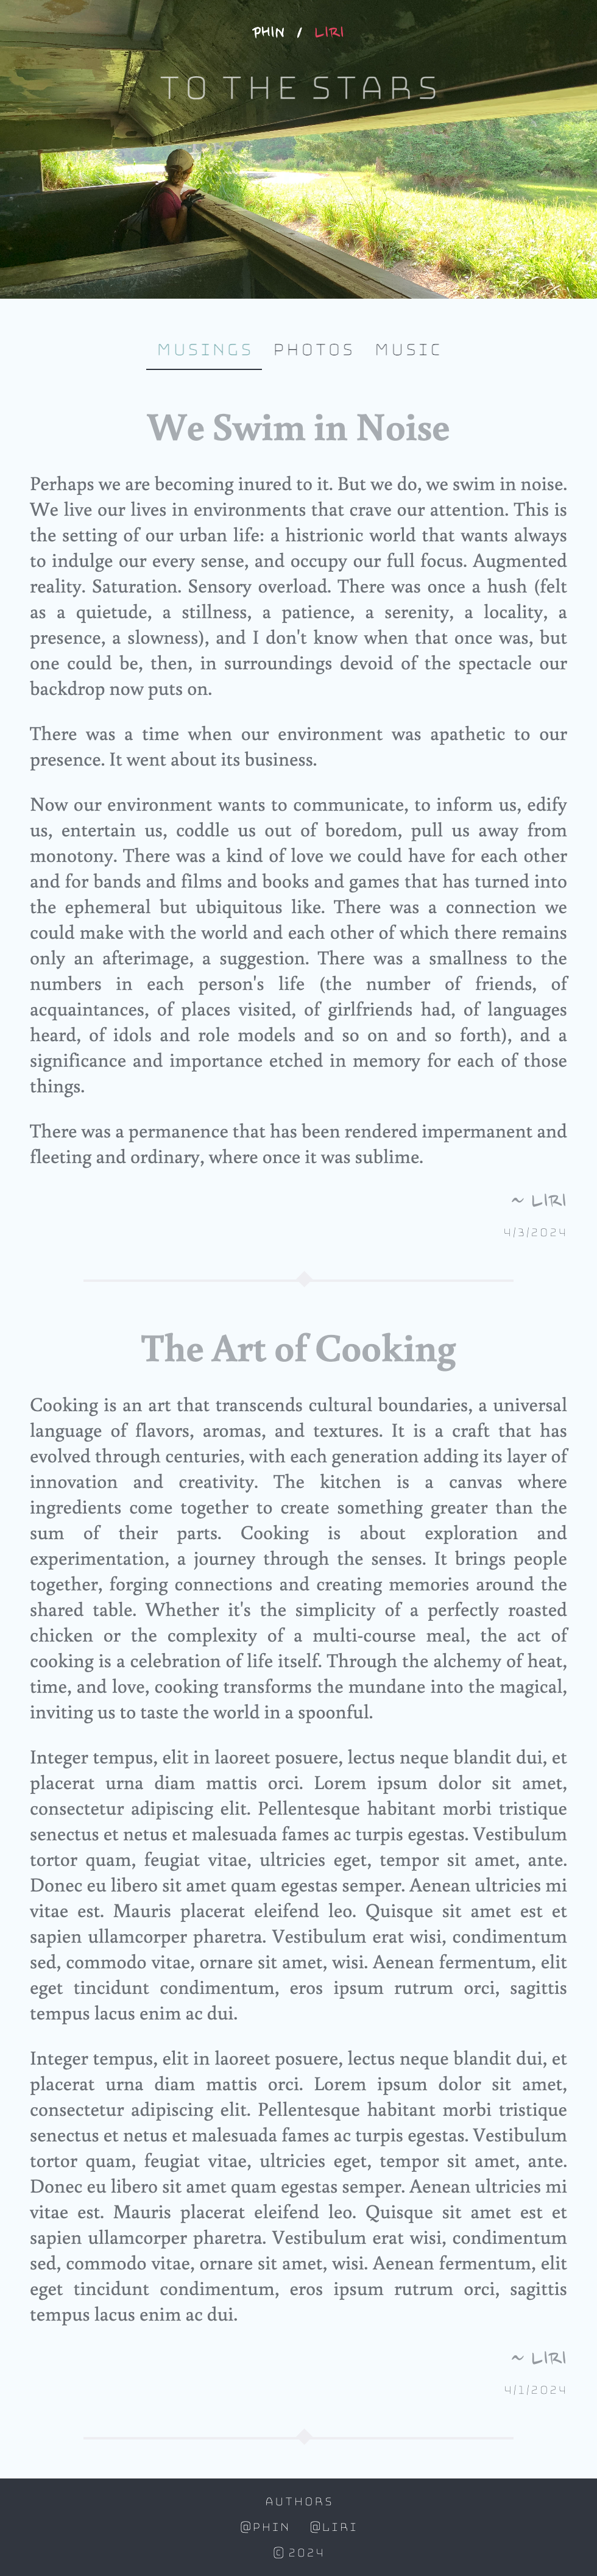 PHIN / LIRI
TO THE STARS
MUSINGS PHOTOS MUSIC
We Swim in Noise
Perhaps we are becoming inured to it. But we do, we swim in noise.
We live our lives in environments that crave our attention. This is
the setting of our urban life: a histrionic world that wants always
to indulge our every sense, and occupy our full focus. Augmented
reality. Saturation. Sensory overload. There was once a hush (felt
as a quietude, a stillness, a patience, a serenity, a locality, a
presence, a slowness), and I don't know when that once was, but
one could be, then, in surroundings devoid of the spectacle our
backdrop now puts on.
There was a time when our environment was apathetic to our
presence. It went about its business.
Now our environment wants to communicate, to inform us, edify
us, entertain us, coddle us out of boredom, pull us away from
monotony. There was a kind of love we could have for each other
and for bands and films and books and games that has turned into
the ephemeral but ubiquitous like. There was a connection we
could make with the world and each other of which there remains
only an afterimage, a suggestion. There was a smallness to the
numbers in each person's life (the number of friends, of
acquaintances, of places visited, of girlfriends had, of languages
heard, of idols and role models and so on and so forth), and a
significance and importance etched in memory for each of those
things.
There was a permanence that has been rendered impermanent and
fleeting and ordinary, where once it was sublime.
~ LIRI
4/3/2024
The Art of Cooking
Cooking is an art that transcends cultural boundaries, a universal
language of flavors, aromas, and textures. It is a craft that has
evolved through centuries, with each generation adding its layer of
innovation and creativity. The kitchen is a canvas where
ingredients come together to create something greater than the
sum of their parts. Cooking is about exploration and
experimentation, a journey through the senses. It brings people
together, forging connections and creating memories around the
shared table. Whether it's the simplicity of a perfectly roasted
chicken or the complexity of a multi-course meal, the act of
cooking is a celebration of life itself. Through the alchemy of heat,
time, and love, cooking transforms the mundane into the magical,
inviting us to taste the world in a spoonful.
Integer tempus, elit in laoreet posuere, lectus neque blandit dui, et
placerat urna diam mattis orci. Lorem ipsum dolor sit amet,
consectetur adipiscing elit. Pellentesque habitant morbi tristique
senectus et netus et malesuada fames ac turpis egestas. Vestibulum
tortor quam, feugiat vitae, ultricies eget, tempor sit amet, ante.
Donec eu libero sit amet quam egestas semper. Aenean ultricies mi
vitae est. Mauris placerat eleifend leo. Quisque sit amet est et
sapien ullamcorper pharetra. Vestibulum erat wisi, condimentum
sed, commodo vitae, ornare sit amet, wisi. Aenean fermentum, elit
eget tincidunt condimentum, eros ipsum rutrum orci, sagittis
tempus lacus enim ac dui.
Integer tempus, elit in laoreet posuere, lectus neque blandit dui, et
placerat urna diam mattis orci. Lorem ipsum dolor sit amet,
consectetur adipiscing elit. Pellentesque habitant morbi tristique
senectus et netus et malesuada fames ac turpis egestas. Vestibulum
tortor quam, feugiat vitae, ultricies eget, tempor sit amet, ante.
Donec eu libero sit amet quam egestas semper. Aenean ultricies mi
vitae est. Mauris placerat eleifend leo. Quisque sit amet est et
sapien ullamcorper pharetra. Vestibulum erat wisi, condimentum
sed, commodo vitae, ornare sit amet, wisi. Aenean fermentum, elit
eget tincidunt condimentum, eros ipsum rutrum orci, sagittis
tempus lacus enim ac dui.
~ LIRI
4/1/2024
AUTHORS
@PHIN @LIRI
© 2024